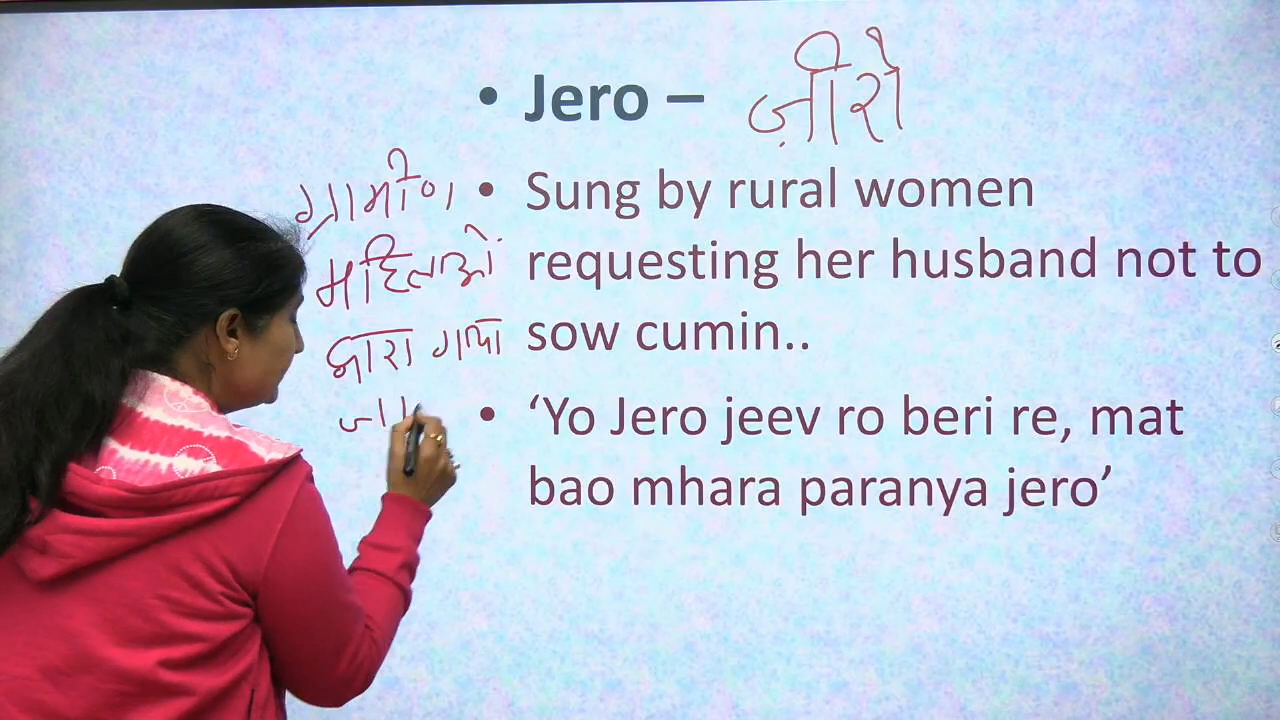 • Jero – ज़ीरो
• Sung by rural women
requesting her husband not to
sow cumin..
• ‘Yo Jero jeev ro beri re, mat
bao mhara paranya jero’
ग्रामीण
महिलाओं
द्वारा गाया
जा